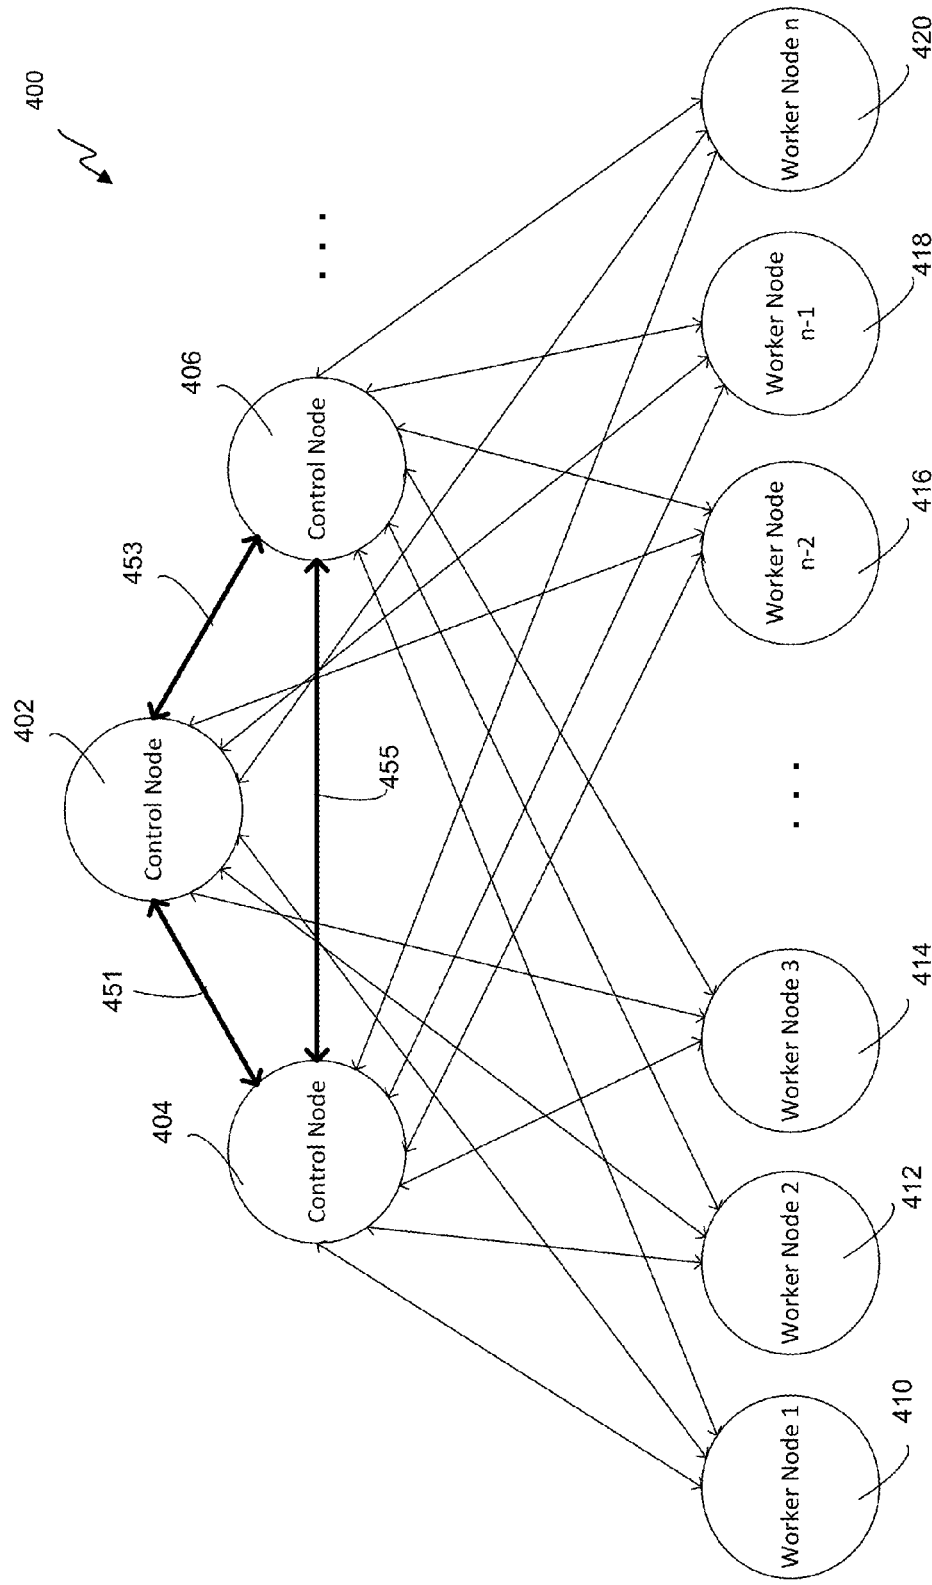 400
402
Control Node
451
453
404
Control Node
455
406
Control Node
. . .
Worker Node 1
410
Worker Node 2
412
Worker Node 3
414
. . .
Worker Node
n-2
416
Worker Node
n-1
418
Worker Node n
420